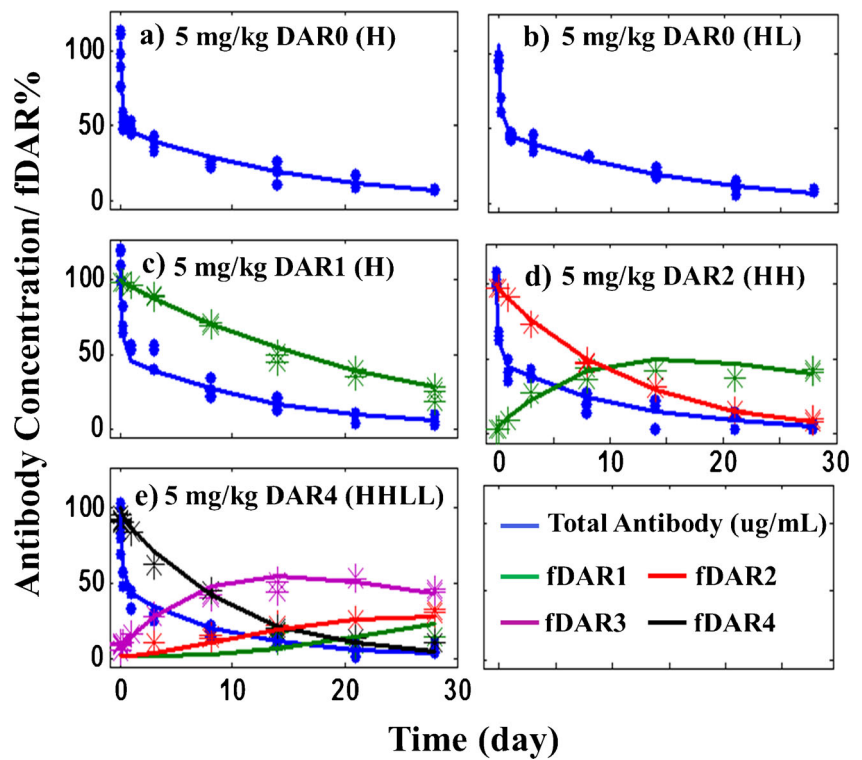 Antibody Concentration/ fDAR%
a) 5 mg/kg DAR0 (H)
100
50
0
b) 5 mg/kg DAR0 (HL)
c) 5 mg/kg DAR1 (H)
100
50
0
d) 5 mg/kg DAR2 (HH)
0 10 20 30
e) 5 mg/kg DAR4 (HHLL)
100
50
0
0 10 20 30
Total Antibody (ug/mL)
fDAR1 fDAR2
fDAR3 fDAR4
Time (day)